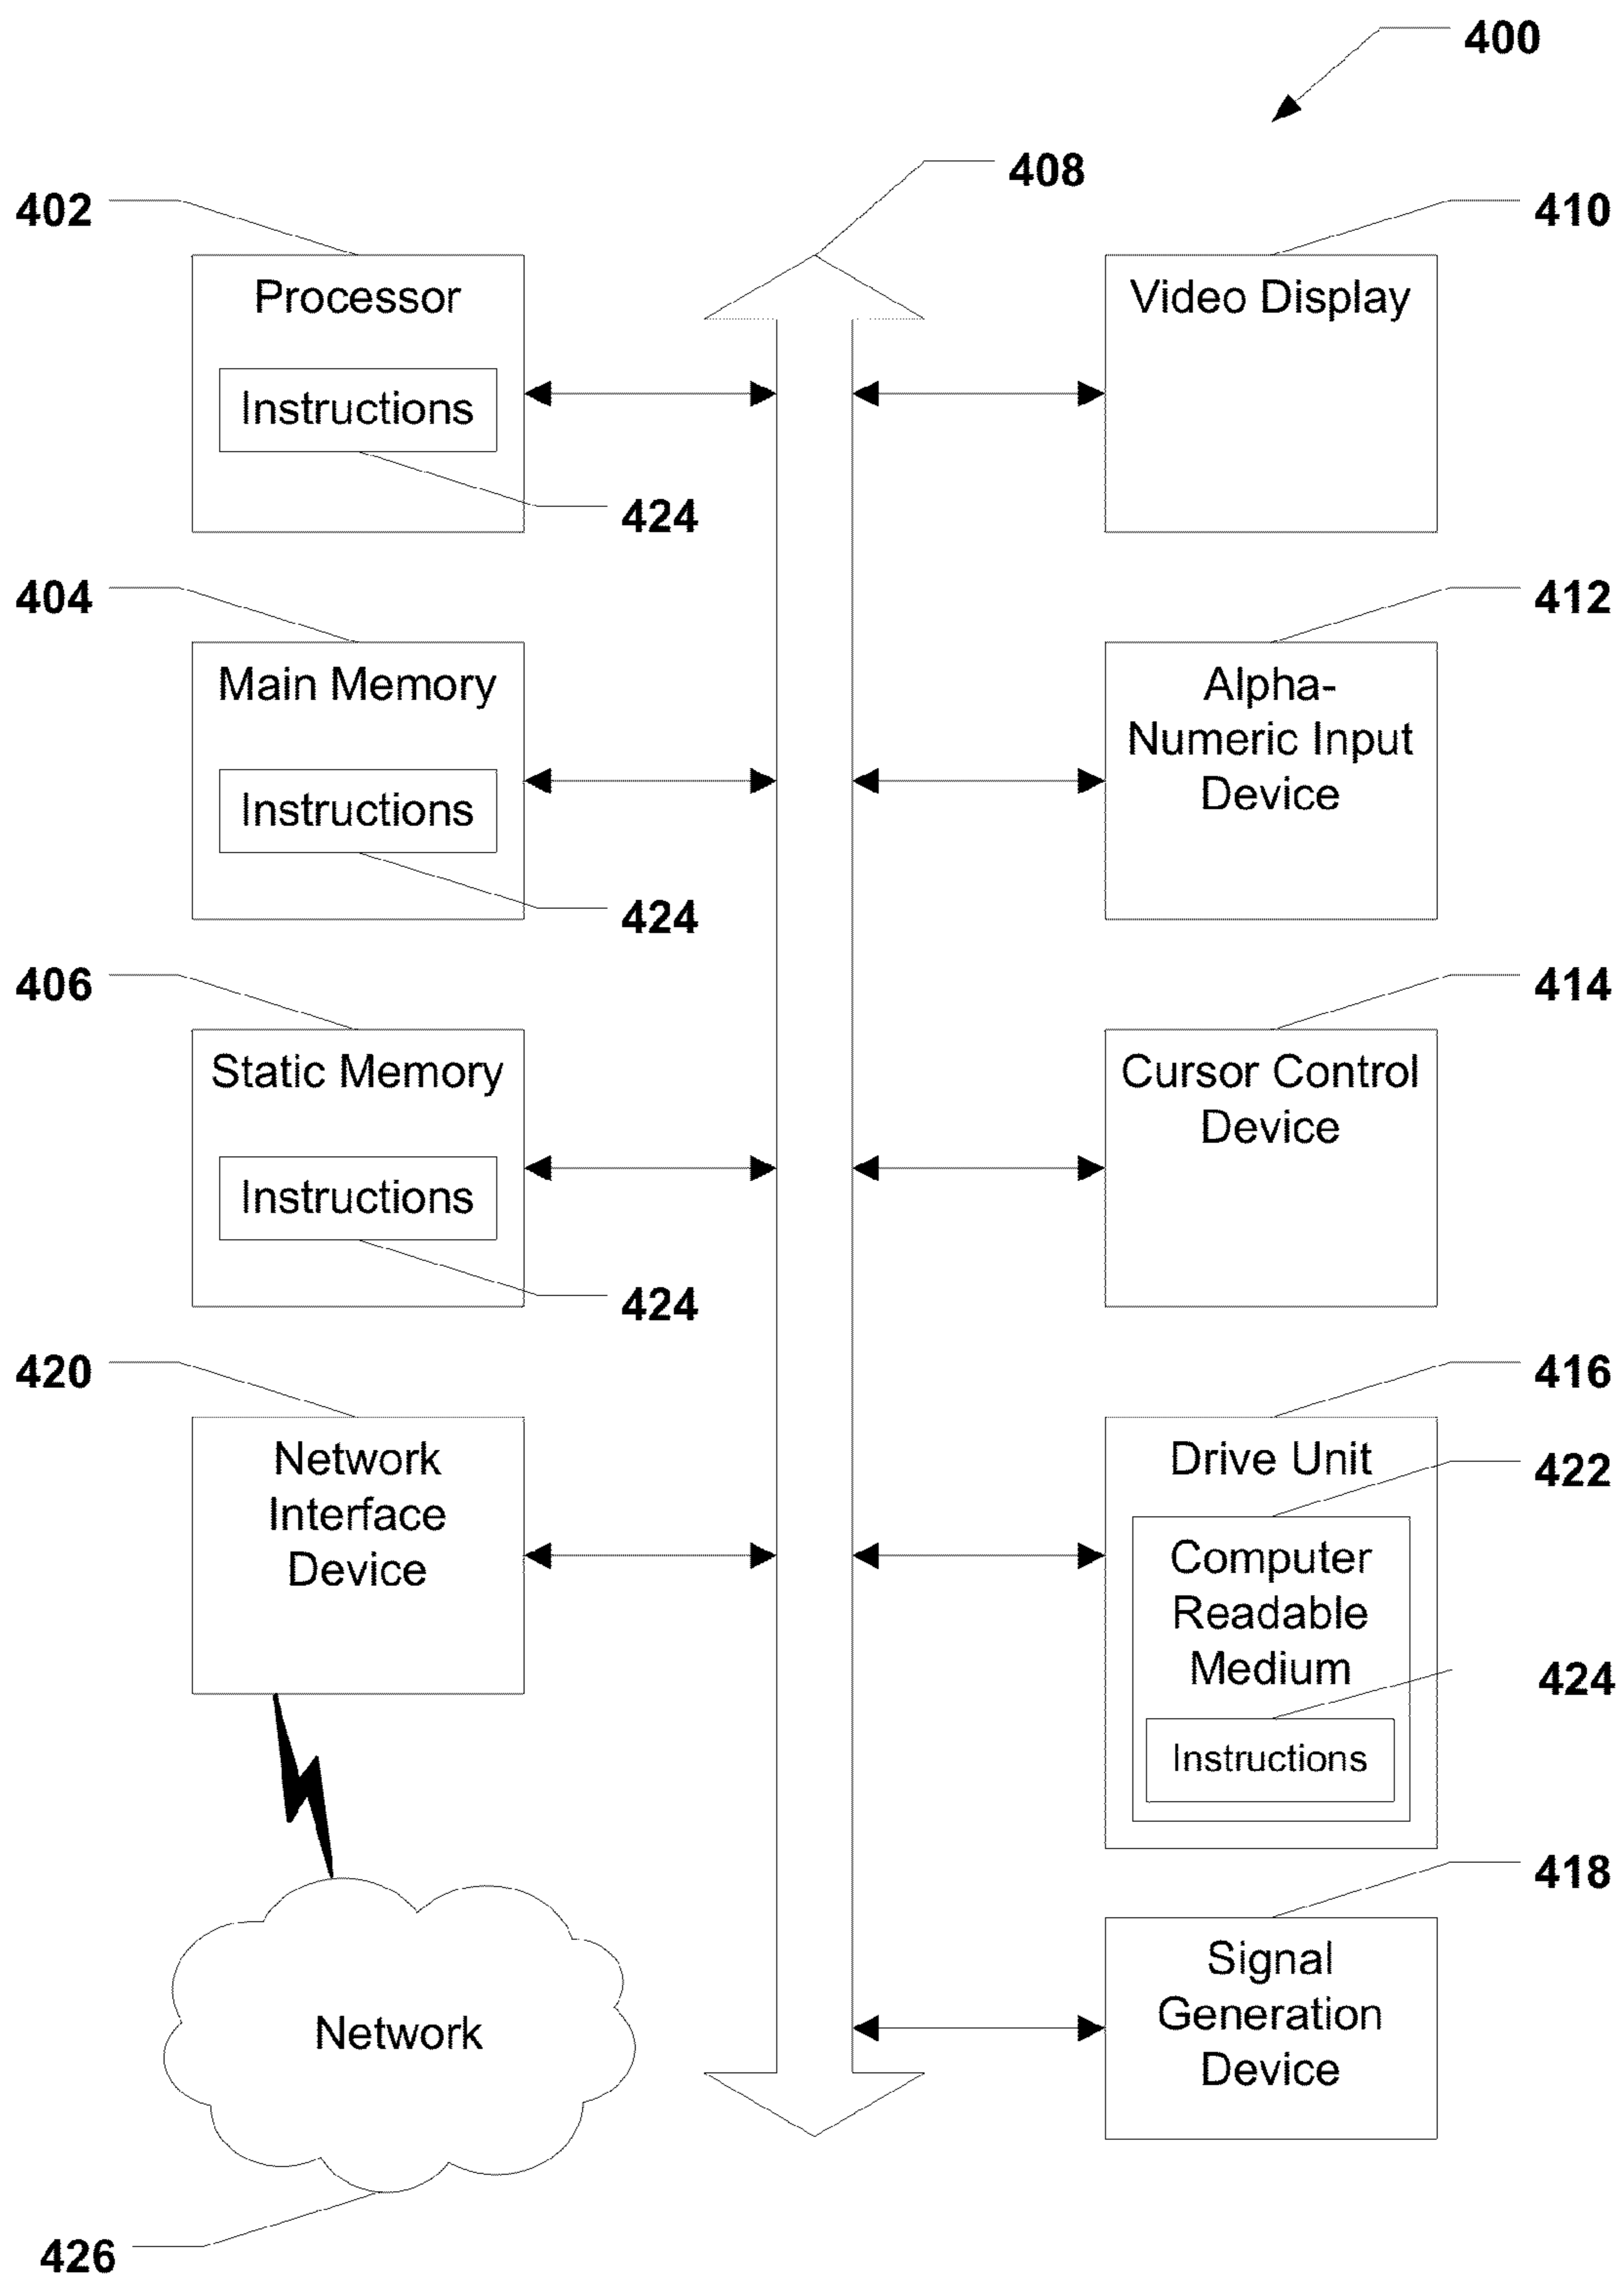 400
408
402
410
Processor
Video Display
Instructions
424
404
412
Main Memory
Alpha-
Numeric Input
Device
Instructions
424
406
414
Static Memory
Cursor Control
Device
Instructions
424
420
416
Network
Interface
Device
Drive Unit
422
Computer
Readable
Medium
424
Instructions
418
Signal
Generation
Device
Network
426